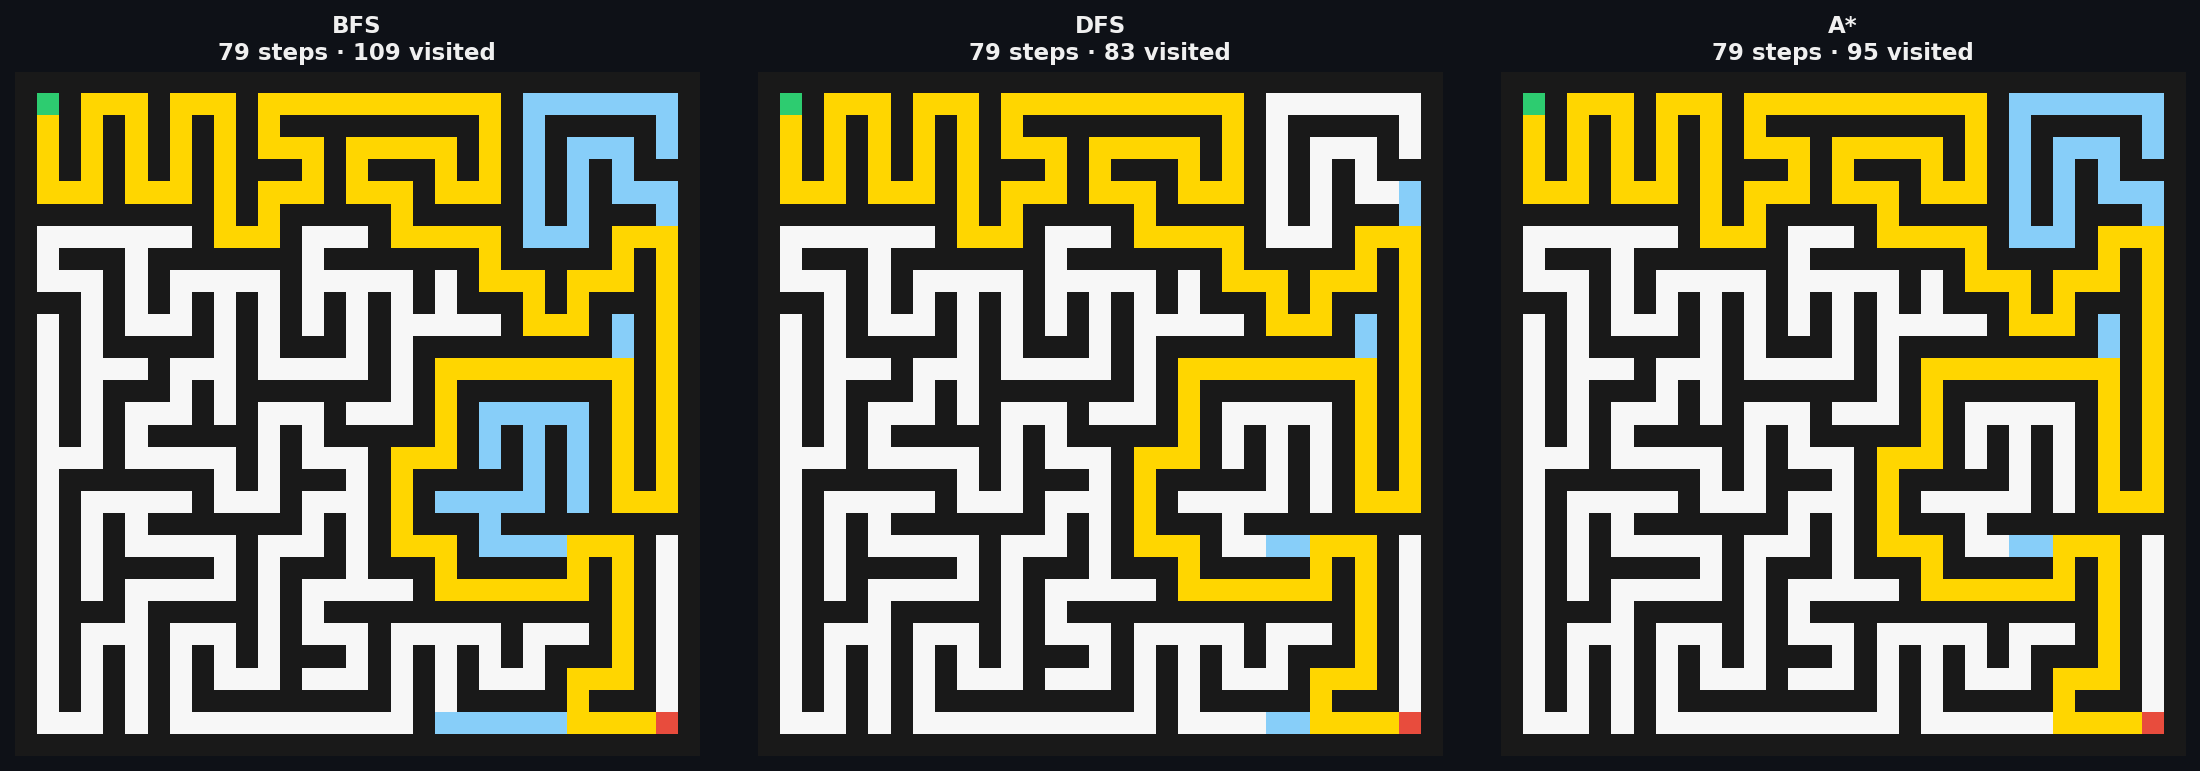 BFS
79 steps · 109 visited
DFS
79 steps · 83 visited
A*
79 steps · 95 visited